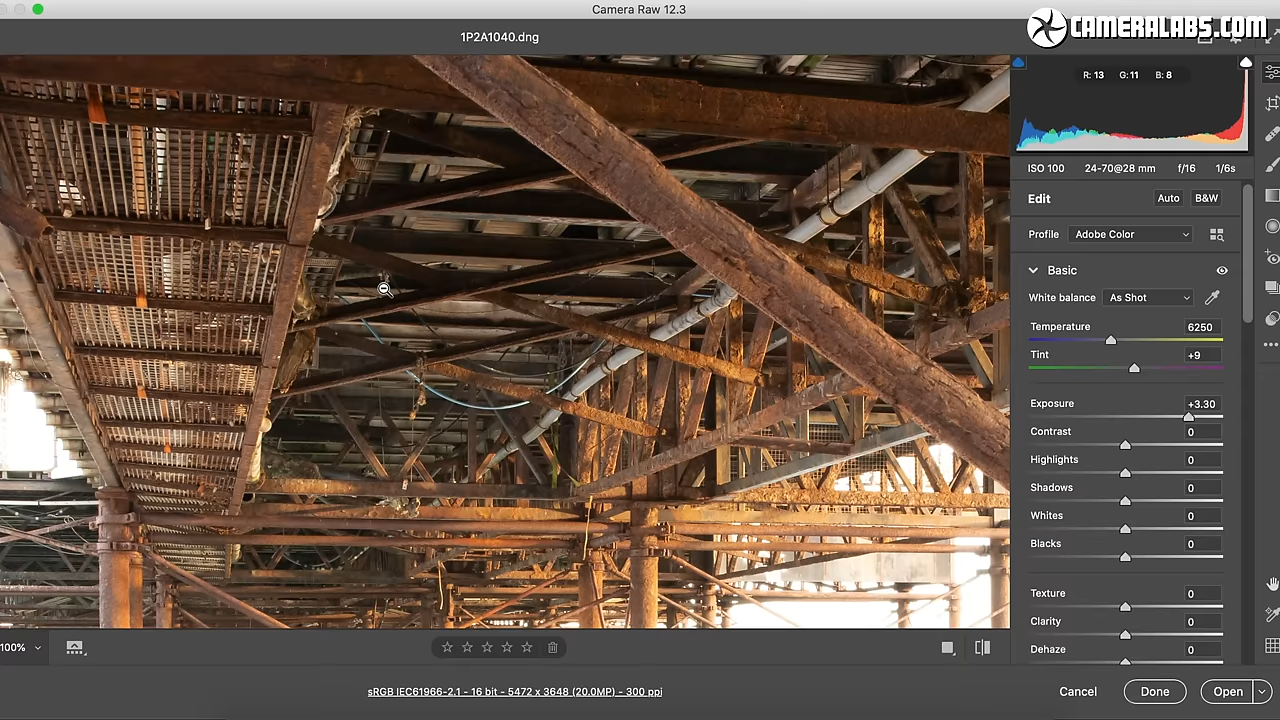 Camera Raw 12.3
CAMERALABS.COM
1P2A1040.dng
R: 13 G: 11 B: 8
ISO 100 24-70@28 mm f/16 1/6s
Edit Auto B&W
Profile Adobe Color
Basic
White balance As Shot
Temperature 6250
Tint +9
Exposure +3.30
Contrast 0
Highlights 0
Shadows 0
Whites 0
Blacks 0
Texture 0
Clarity 0
Dehaze 0
100%
sRGB IEC61966-2.1 - 16 bit - 5472 x 3648 (20.0MP) - 300 ppi
Cancel Done Open